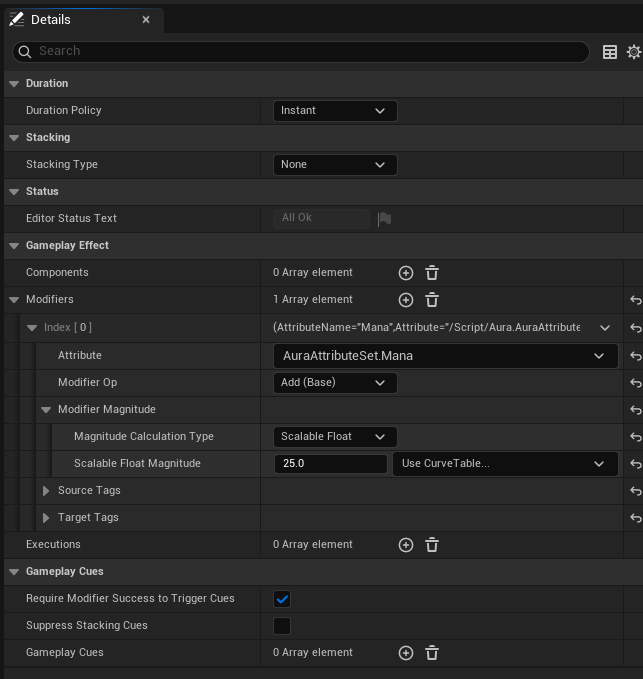 Details
Search
Duration
Duration Policy Instant
Stacking
Stacking Type None
Status
Editor Status Text All Ok
Gameplay Effect
Components 0 Array element
Modifiers 1 Array element
Index [ 0 ] (AttributeName="Mana",Attribute="/Script/Aura.AuraAttribute
Attribute AuraAttributeSet.Mana
Modifier Op Add (Base)
Modifier Magnitude
Magnitude Calculation Type Scalable Float
Scalable Float Magnitude 25.0 Use CurveTable...
Source Tags
Target Tags
Executions 0 Array element
Gameplay Cues
Require Modifier Success to Trigger Cues
Suppress Stacking Cues
Gameplay Cues 0 Array element